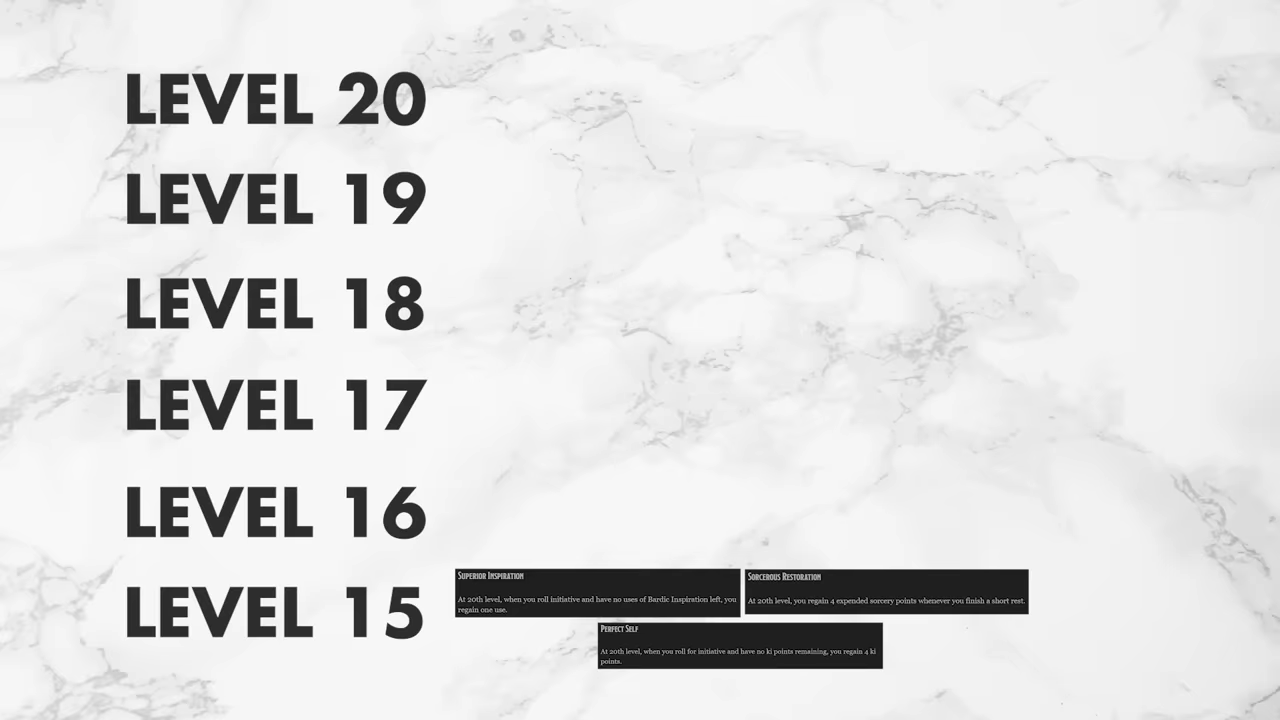 LEVEL 20
LEVEL 19
LEVEL 18
LEVEL 17
LEVEL 16
LEVEL 15
SUPERIOR INSPIRATION
At 20th level, when you roll initiative and have no uses of Bardic Inspiration left, you
regain one use.
SORCEROUS RESTORATION
At 20th level, you regain 4 expended sorcery points whenever you finish a short rest.
PERFECT SELF
At 20th level, when you roll for initiative and have no ki points remaining, you regain 4 ki
points.